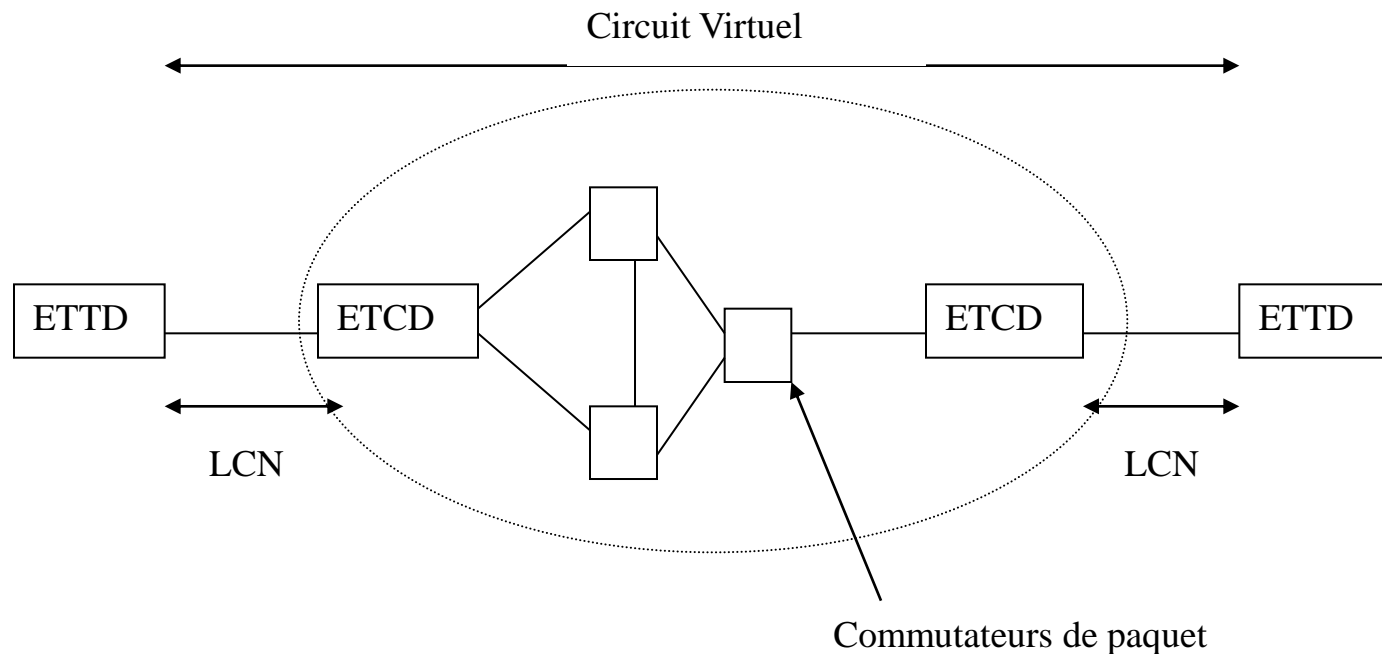 Circuit Virtuel
ETTD
ETCD
ETCD
ETTD
LCN
LCN
Commutateurs de paquet